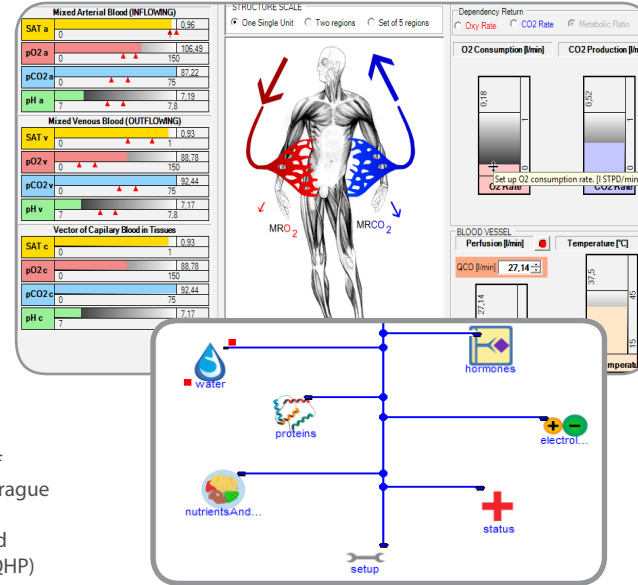 Mixed Arterial Blood (INFLOWING)
SAT a 0,96
0 1
pO2 a 106,49
0 150
pCO2 a 87,22
0 75
pH a 7,19
7 7,8
Mixed Venous Blood (OUTFLOWING)
SAT v 0,93
0 1
pO2 v 88,78
0 150
pCO2 v 92,44
0 75
pH v 7,17
7 7,8
Vector of Capilary Blood in Tissues
SAT c 0,93
0 1
pO2 c 88,78
0 150
pCO2 c 92,44
0 75
pH c 7,17
7
STRUCTURE SCALE
One Single Unit Two regions Set of 5 regions
MRO2 MRCO2
Dependency Return
Oxy Rate CO2 Rate Metabolic Ratio
O2 Consumption [l/min] CO2 Production [l/m
0,18 1 0,52 1
Set up O2 consumption rate. [l STPD/min
O2 Rate CO2 Rate
BLOOD VESSEL
Perfusion [l/min] Temperature [°C]
QCO [l/min] 27,14
27,14 37,5 45
15
mperatu
hormones
water
proteins
electrol...
nutrientsAnd...
status
setup
rague
d
QHP)